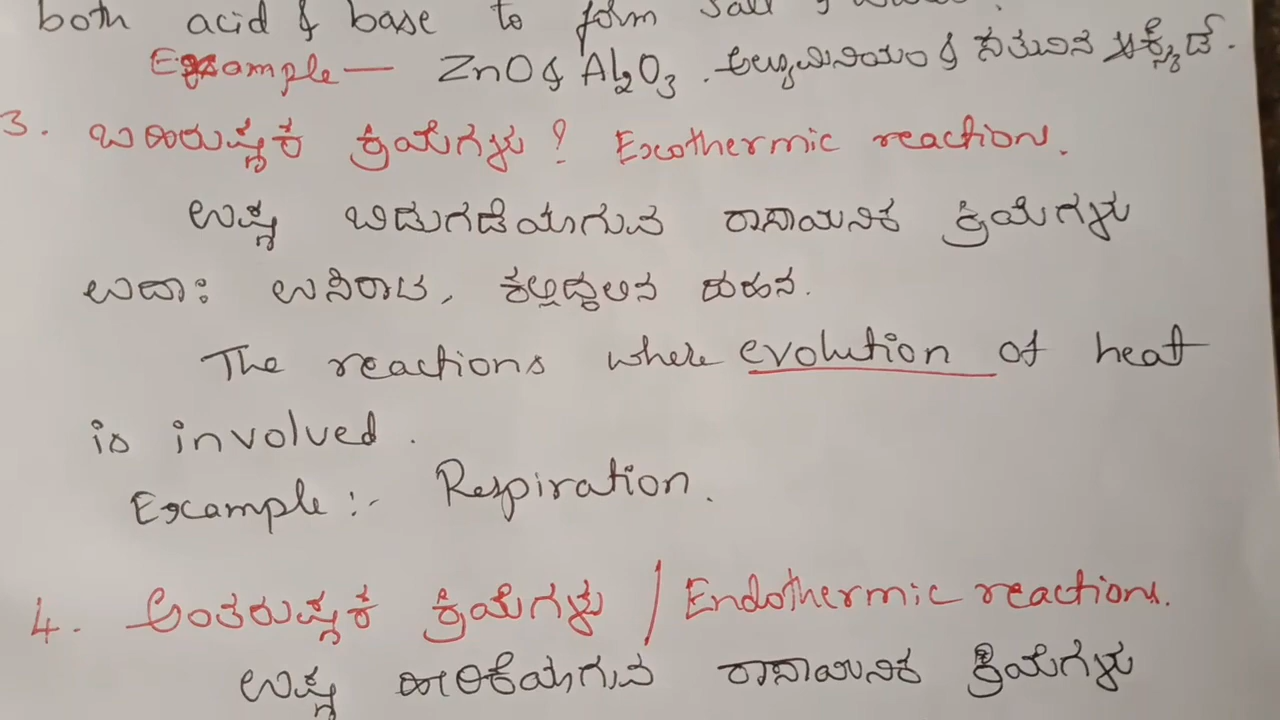 both acid & base to form salt &
Example — ZnO & Al₂O₃. ಅಲ್ಯುಮಿನಿಯಂ & ಸತುವಿನ ಆಕ್ಸೈಡ್.
3. ಬಹಿರುಷ್ಣಕ ಕ್ರಿಯೆಗಳು? Exothermic reaction.
ಉಷ್ಣ ಬಿಡುಗಡೆಯಾಗುವ ರಾಸಾಯನಿಕ ಕ್ರಿಯೆಗಳು
ಉದಾ: ಉಸಿರಾಟ, ಕಲ್ಲಿದ್ದಲಿನ ದಹನ.
The reactions where evolution of heat
is involved.
Example :- Respiration.
4. ಅಂತರುಷ್ಣಕ ಕ್ರಿಯೆಗಳು / Endothermic reactions.
ಉಷ್ಣ ಹೀರಿಕೆಯಾಗುವ ರಾಸಾಯನಿಕ ಕ್ರಿಯೆಗಳು